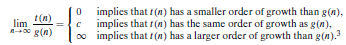 0 implies that t(n) has a smaller order of growth than g(n),
lim n→∞ t(n)/g(n) = { c implies that t(n) has the same order of growth as g(n),
∞ implies that t(n) has a larger order of growth than g(n).³